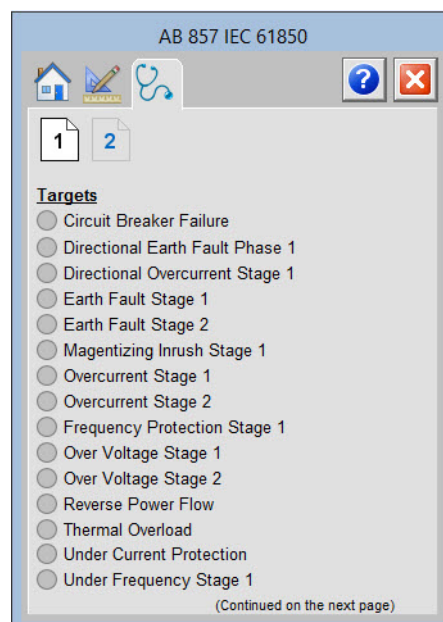 AB 857 IEC 61850
?
1 2
Targets
Circuit Breaker Failure
Directional Earth Fault Phase 1
Directional Overcurrent Stage 1
Earth Fault Stage 1
Earth Fault Stage 2
Magentizing Inrush Stage 1
Overcurrent Stage 1
Overcurrent Stage 2
Frequency Protection Stage 1
Over Voltage Stage 1
Over Voltage Stage 2
Reverse Power Flow
Thermal Overload
Under Current Protection
Under Frequency Stage 1
(Continued on the next page)